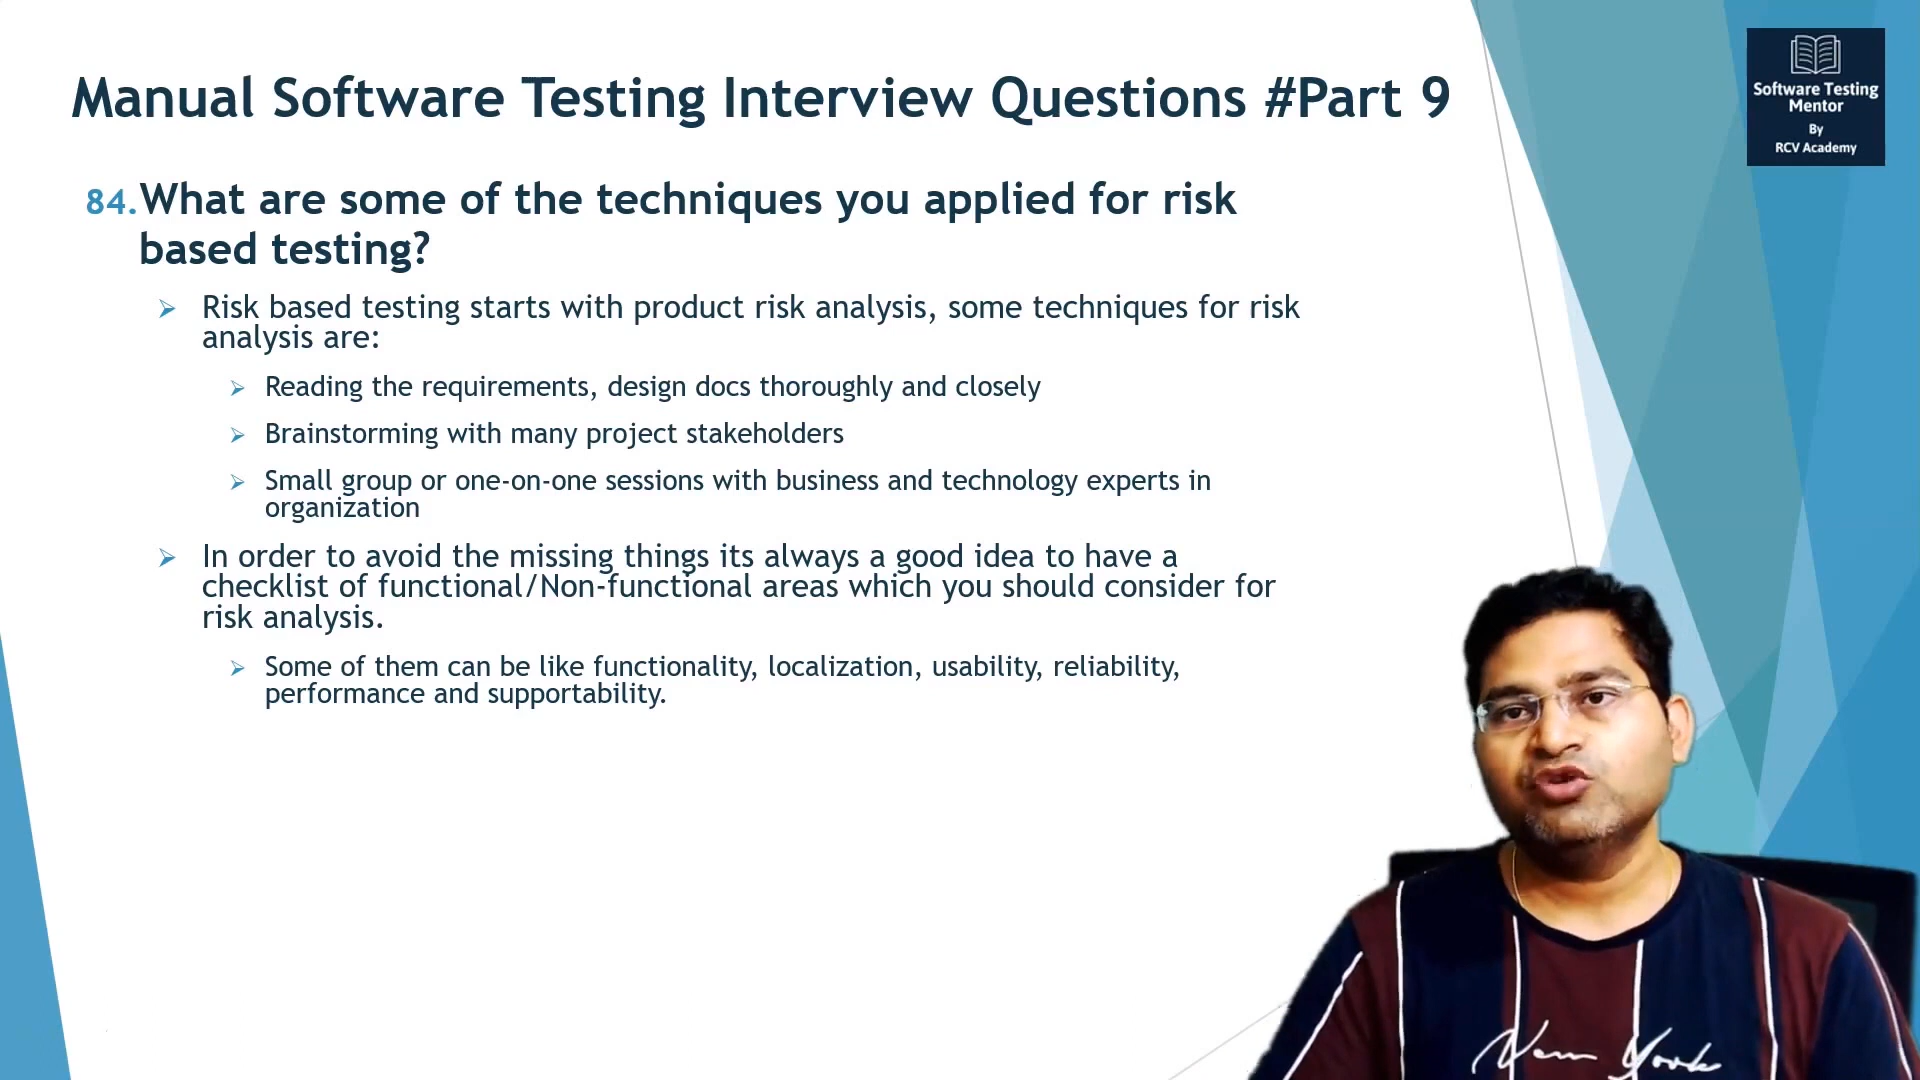 Manual Software Testing Interview Questions #Part 9
Software Testing
Mentor
By
RCV Academy
84. What are some of the techniques you applied for risk
based testing?
Risk based testing starts with product risk analysis, some techniques for risk
analysis are:
Reading the requirements, design docs thoroughly and closely
Brainstorming with many project stakeholders
Small group or one-on-one sessions with business and technology experts in
organization
In order to avoid the missing things its always a good idea to have a
checklist of functional/Non-functional areas which you should consider for
risk analysis.
Some of them can be like functionality, localization, usability, reliability,
performance and supportability.
New York